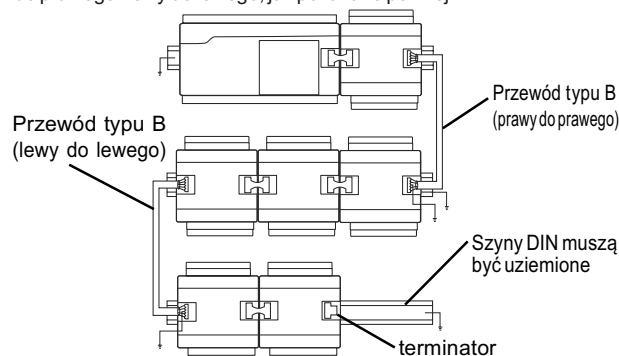 Przewód typu B
(prawy do prawego)
Przewód typu B
(lewy do lewego)
Szyny DIN muszą
być uziemione
terminator